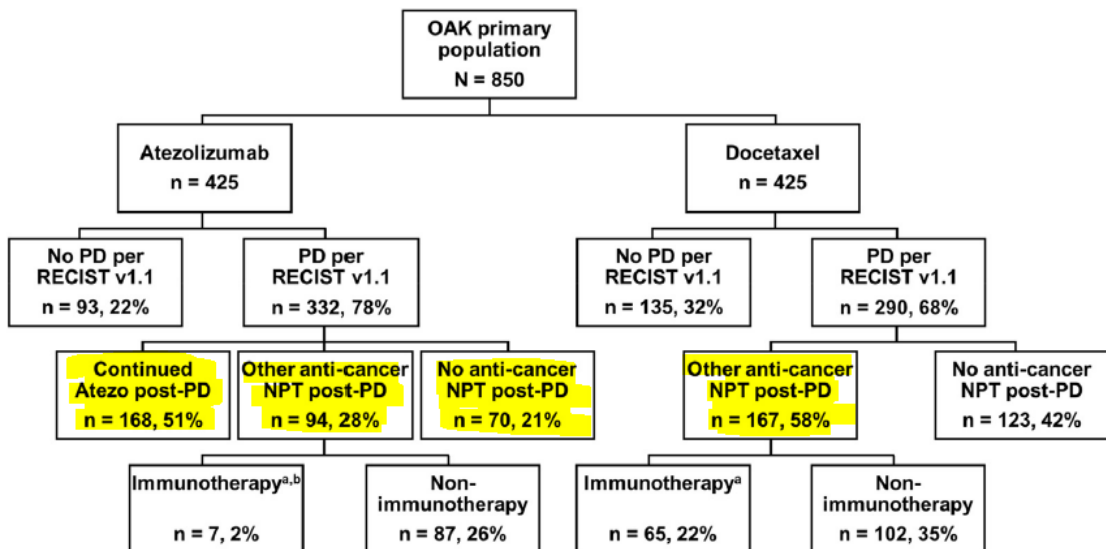 OAK primary
population
N = 850
Atezolizumab
n = 425
Docetaxel
n = 425
No PD per
RECIST v1.1
n = 93, 22%
PD per
RECIST v1.1
n = 332, 78%
No PD per
RECIST v1.1
n = 135, 32%
PD per
RECIST v1.1
n = 290, 68%
Continued
Atezo post-PD
n = 168, 51%
Other anti-cancer
NPT post-PD
n = 94, 28%
No anti-cancer
NPT post-PD
n = 70, 21%
Other anti-cancer
NPT post-PD
n = 167, 58%
No anti-cancer
NPT post-PD
n = 123, 42%
Immunotherapyᵃ,ᵇ
n = 7, 2%
Non-
immunotherapy
n = 87, 26%
Immunotherapyᵃ
n = 65, 22%
Non-
immunotherapy
n = 102, 35%